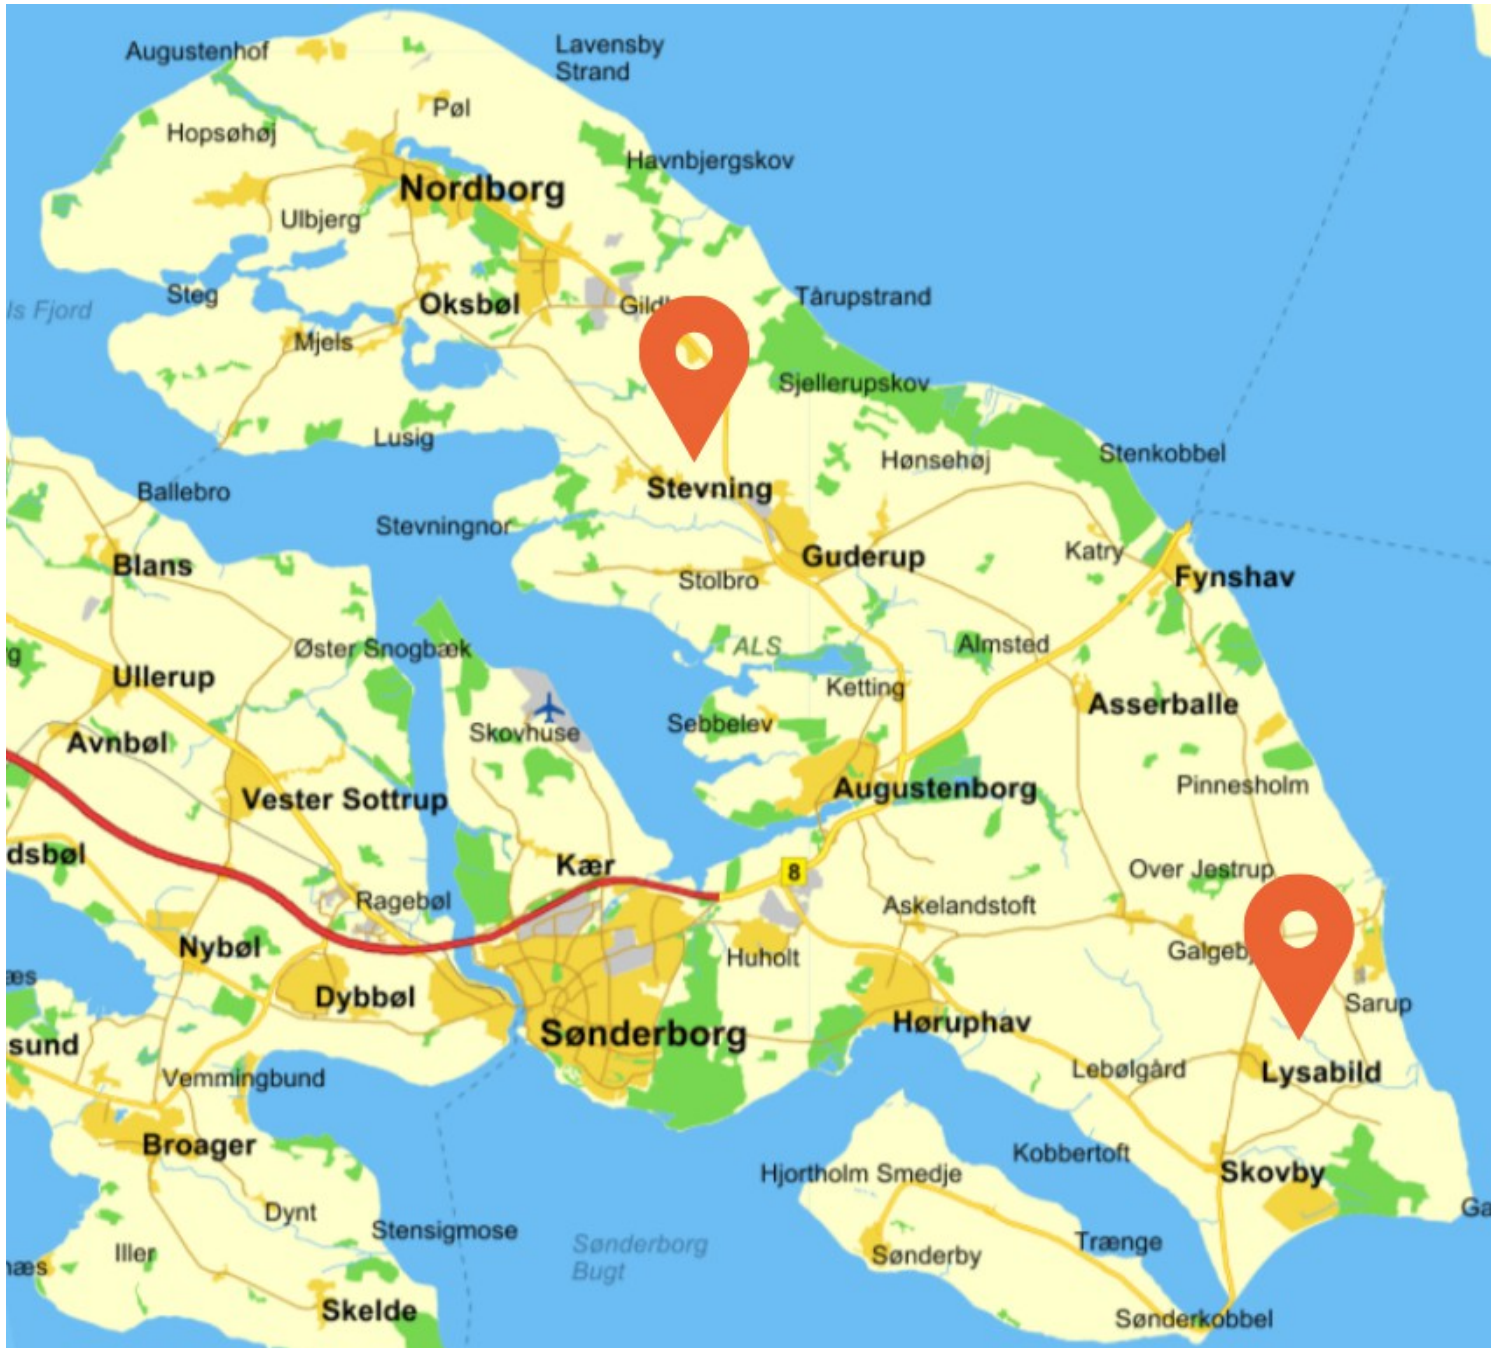 Augustenhof
Lavensby
Strand
Pøl
Hopsøhøj
Havnbjergskov
Nordborg
Ulbjerg
Steg
Oksbøl
Tårupstrand
ls Fjord
Mjels
Sjellerupskov
Lusig
Hønsehøj
Stenkobbel
Ballebro
Stevning
Stevningnor
Blans
Guderup
Katry
Fynshav
Stolbro
Øster Snogbæk
ALS
Almsted
g
Ullerup
Ketting
Asserballe
Sebbelev
Skovhuse
Avnbøl
Pinnesholm
Vester Sottrup
Augustenborg
dsbøl
Kær
8
Over Jestrup
Ragebøl
Askelandstoft
Nybøl
Huholt
æs
Dybbøl
Sarup
Høruphav
Sønderborg
sund
Lebølgård
Lysabild
Vemmingbund
Broager
Kobbertoft
Hjortholm Smedje
Skovby
Dynt
Ga
Stensigmose
Iller
Sønderborg
Bugt
Trænge
Sønderby
næs
Skelde
Sønderkobbel